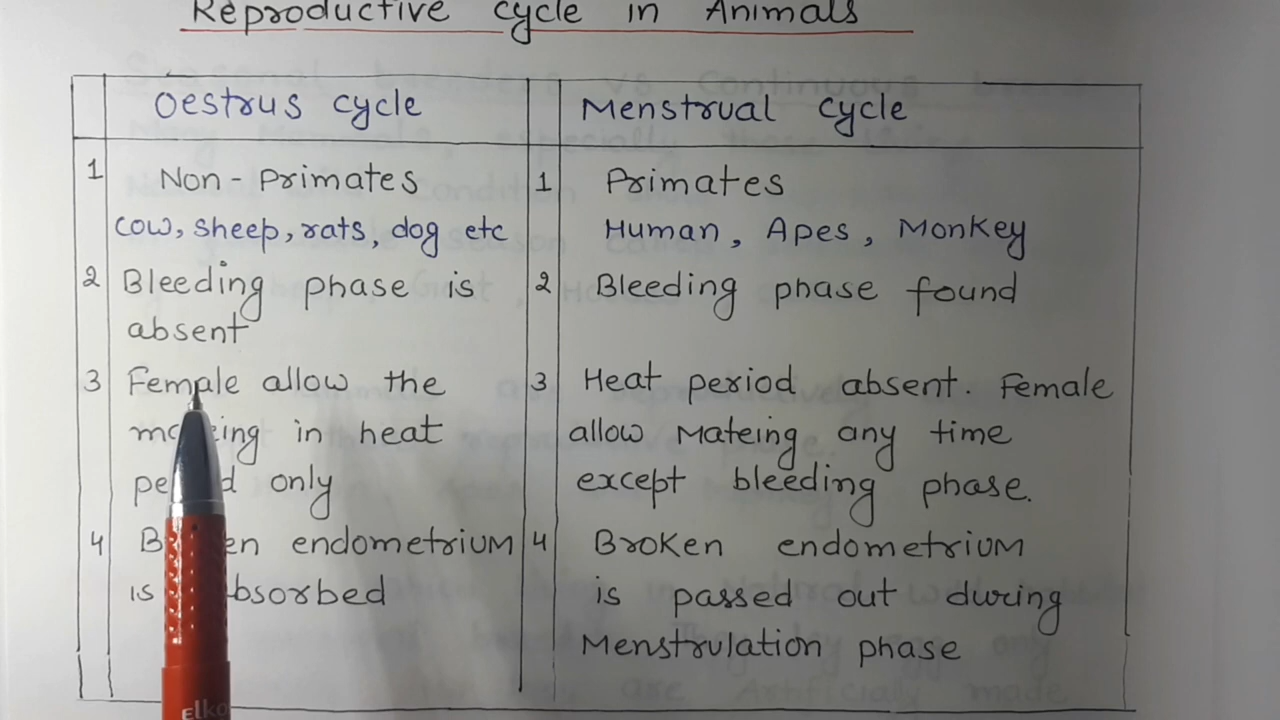 Reproductive cycle in Animals
Oestrus cycle
Menstrual cycle
1 Non-primates
cow, sheep, rats, dog etc
2 Bleeding phase is
absent
3 Female allow the
in heat
only
4 endometrium
is
1 Primates
Human, Apes, Monkey
2 Bleeding phase found
3 Heat period absent. Female
allow Mateing any time
except bleeding phase.
4 Broken endometrium
is passed out during
Menstrulation phase
elko